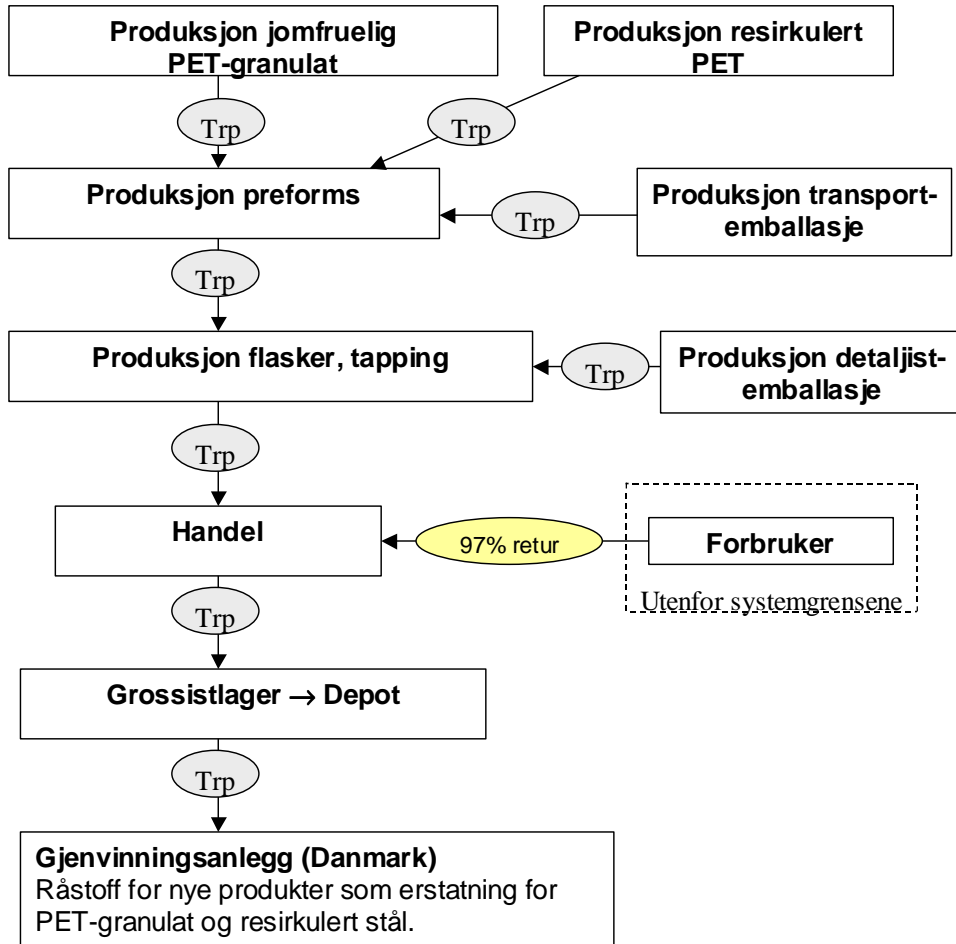 Produksjon jomfruelig
PET-granulat
Produksjon resirkulert
PET
Trp
Trp
Produksjon preforms
Trp
Produksjon transport-
emballasje
Trp
Produksjon flasker, tapping
Trp
Produksjon detaljist-
emballasje
Trp
Handel
97% retur
Forbruker
Utenfor systemgrensene
Trp
Grossistlager → Depot
Trp
Gjenvinningsanlegg (Danmark)
Råstoff for nye produkter som erstatning for
PET-granulat og resirkulert stål.